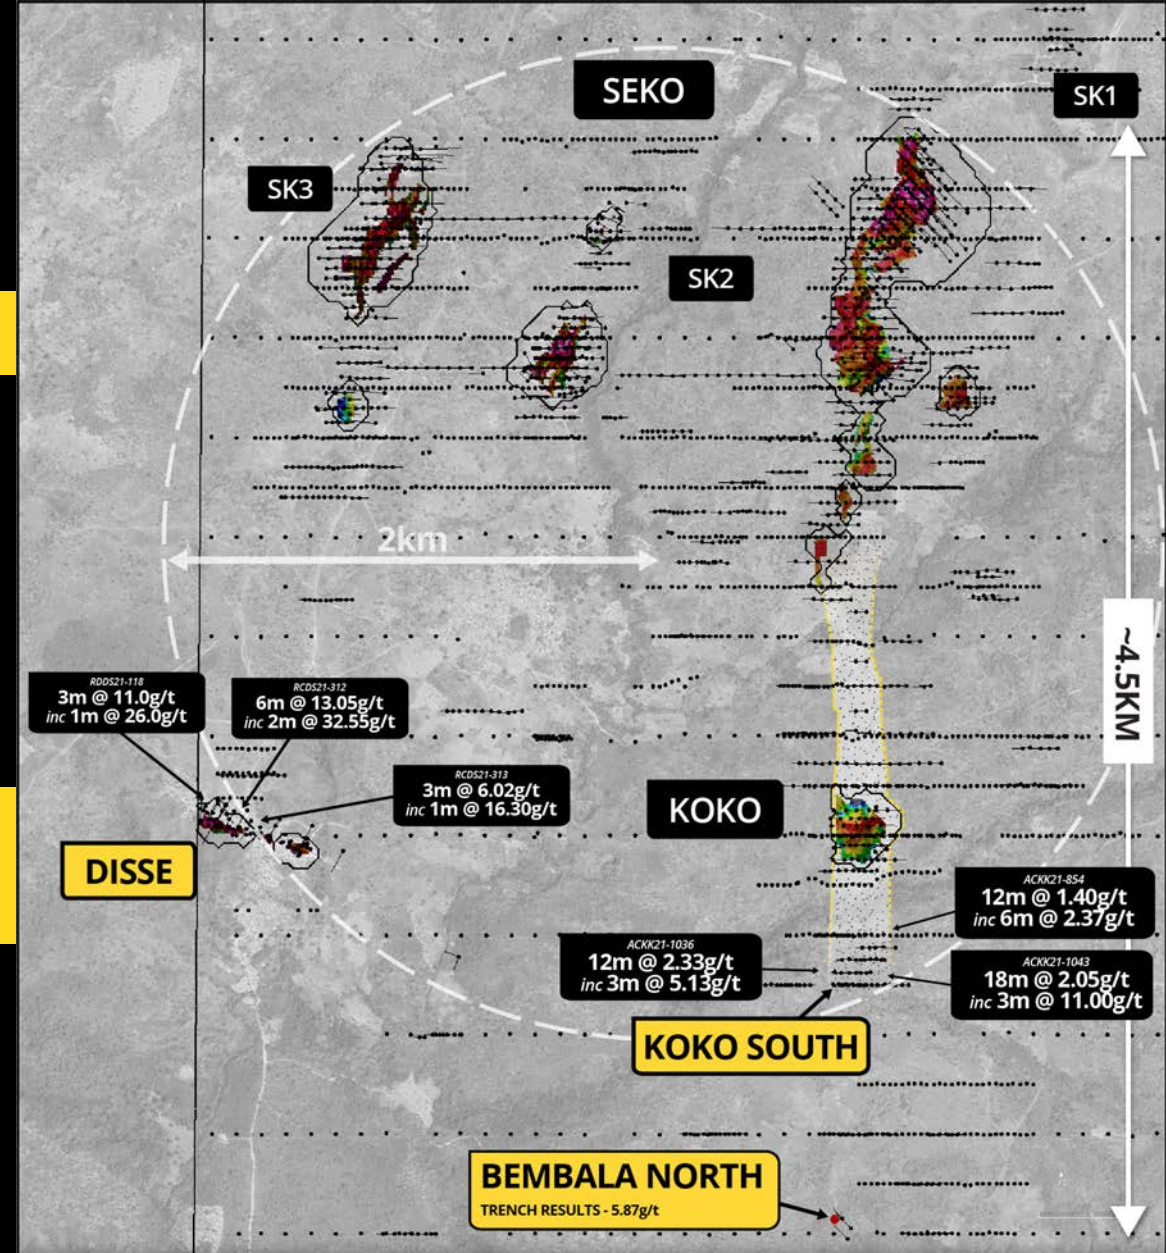 SEKO
SK1
SK3
SK2
2km
~4.5KM
RDDS21-118
3m @ 11.0g/t
inc 1m @ 26.0g/t
RCDS21-312
6m @ 13.05g/t
inc 2m @ 32.55g/t
RCDS21-313
3m @ 6.02g/t
inc 1m @ 16.30g/t
KOKO
DISSE
ACKK21-854
12m @ 1.40g/t
inc 6m @ 2.37g/t
ACKK21-1036
12m @ 2.33g/t
inc 3m @ 5.13g/t
ACKK21-1043
18m @ 2.05g/t
inc 3m @ 11.00g/t
KOKO SOUTH
BEMBALA NORTH
TRENCH RESULTS - 5.87g/t